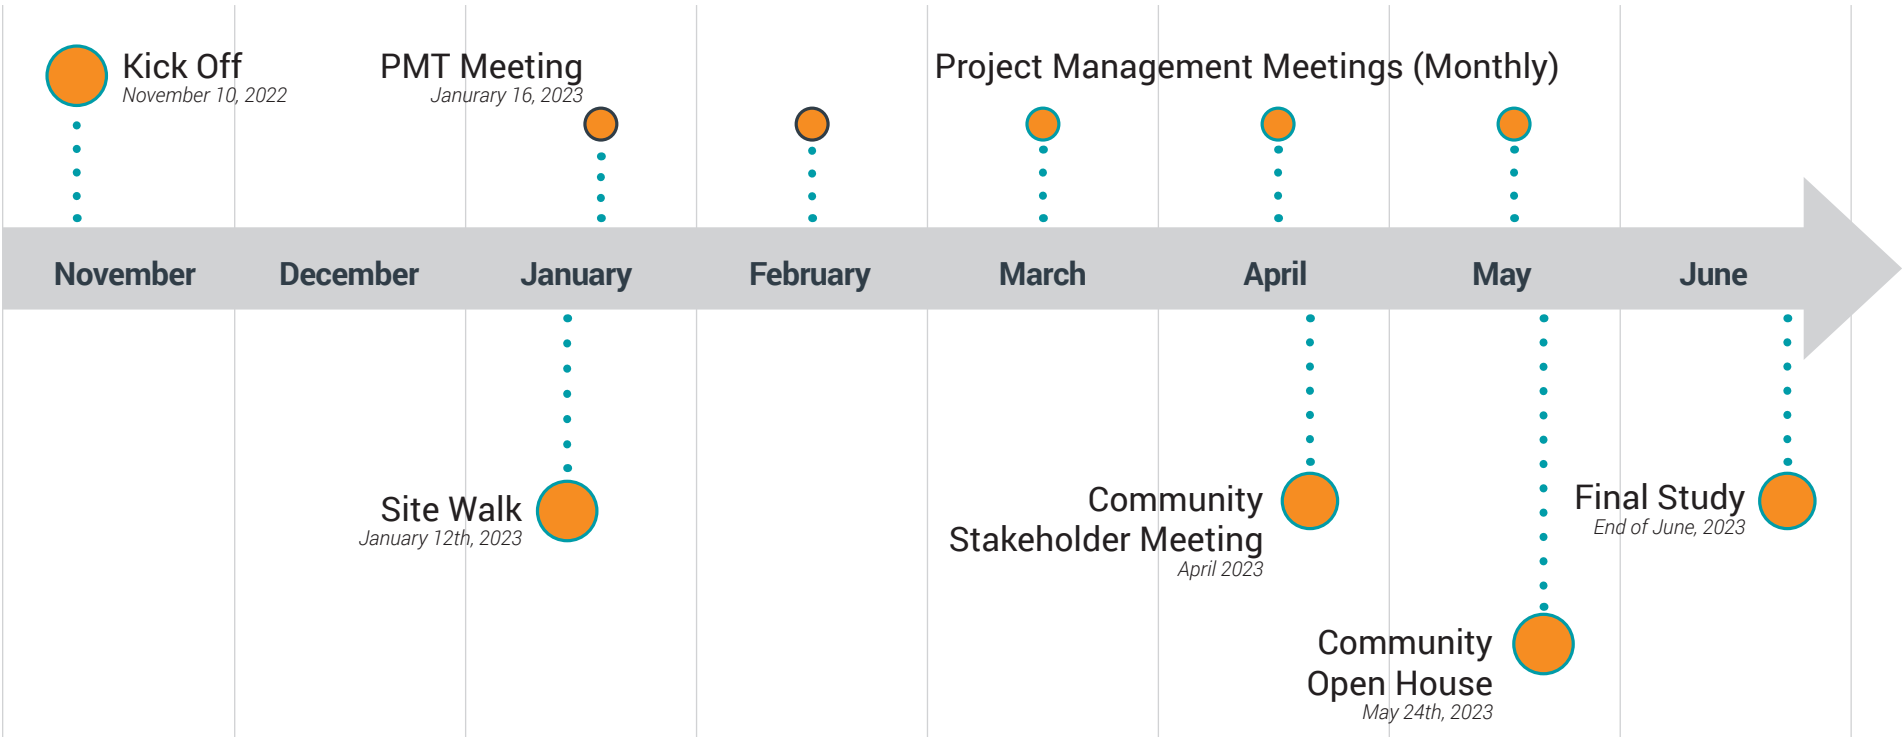 Kick Off
November 10, 2022
PMT Meeting
Janurary 16, 2023
Project Management Meetings (Monthly)
November
December
January
February
March
April
May
June
Site Walk
January 12th, 2023
Community
Stakeholder Meeting
April 2023
Final Study
End of June, 2023
Community
Open House
May 24th, 2023